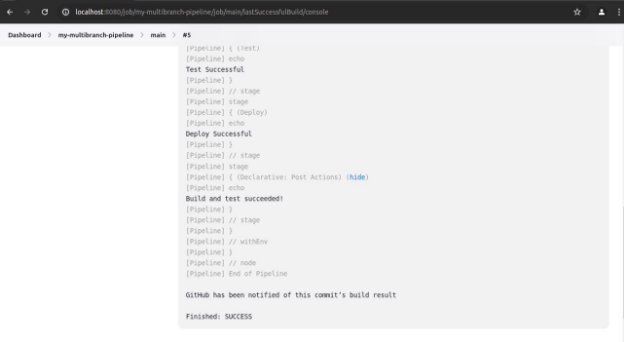 localhost:8080/job/my-multibranch-pipeline/job/main/lastSuccessfulBuild/console
Dashboard > my-multibranch-pipeline > main > #5
[Pipeline] { (Test)
[Pipeline] echo
Test Successful
[Pipeline] }
[Pipeline] // stage
[Pipeline] stage
[Pipeline] { (Deploy)
[Pipeline] echo
Deploy Successful
[Pipeline] }
[Pipeline] // stage
[Pipeline] stage
[Pipeline] { (Declarative: Post Actions) (hide)
[Pipeline] echo
Build and test succeeded!
[Pipeline] }
[Pipeline] // stage
[Pipeline] }
[Pipeline] // withEnv
[Pipeline] }
[Pipeline] // node
[Pipeline] End of Pipeline
GitHub has been notified of this commit's build result
Finished: SUCCESS